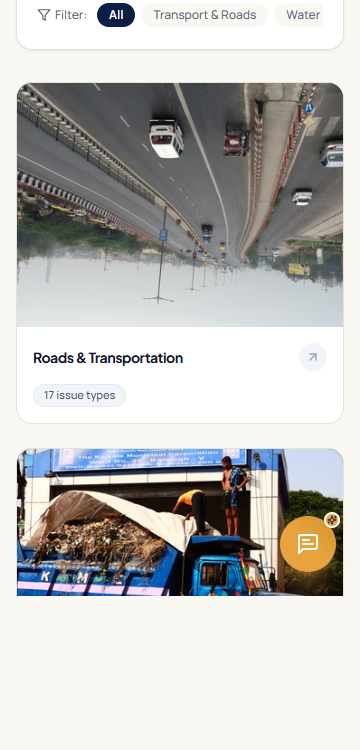 Filter: All Transport & Roads Water
Roads & Transportation
17 issue types
The Kolkata Municipal Corporation
K M